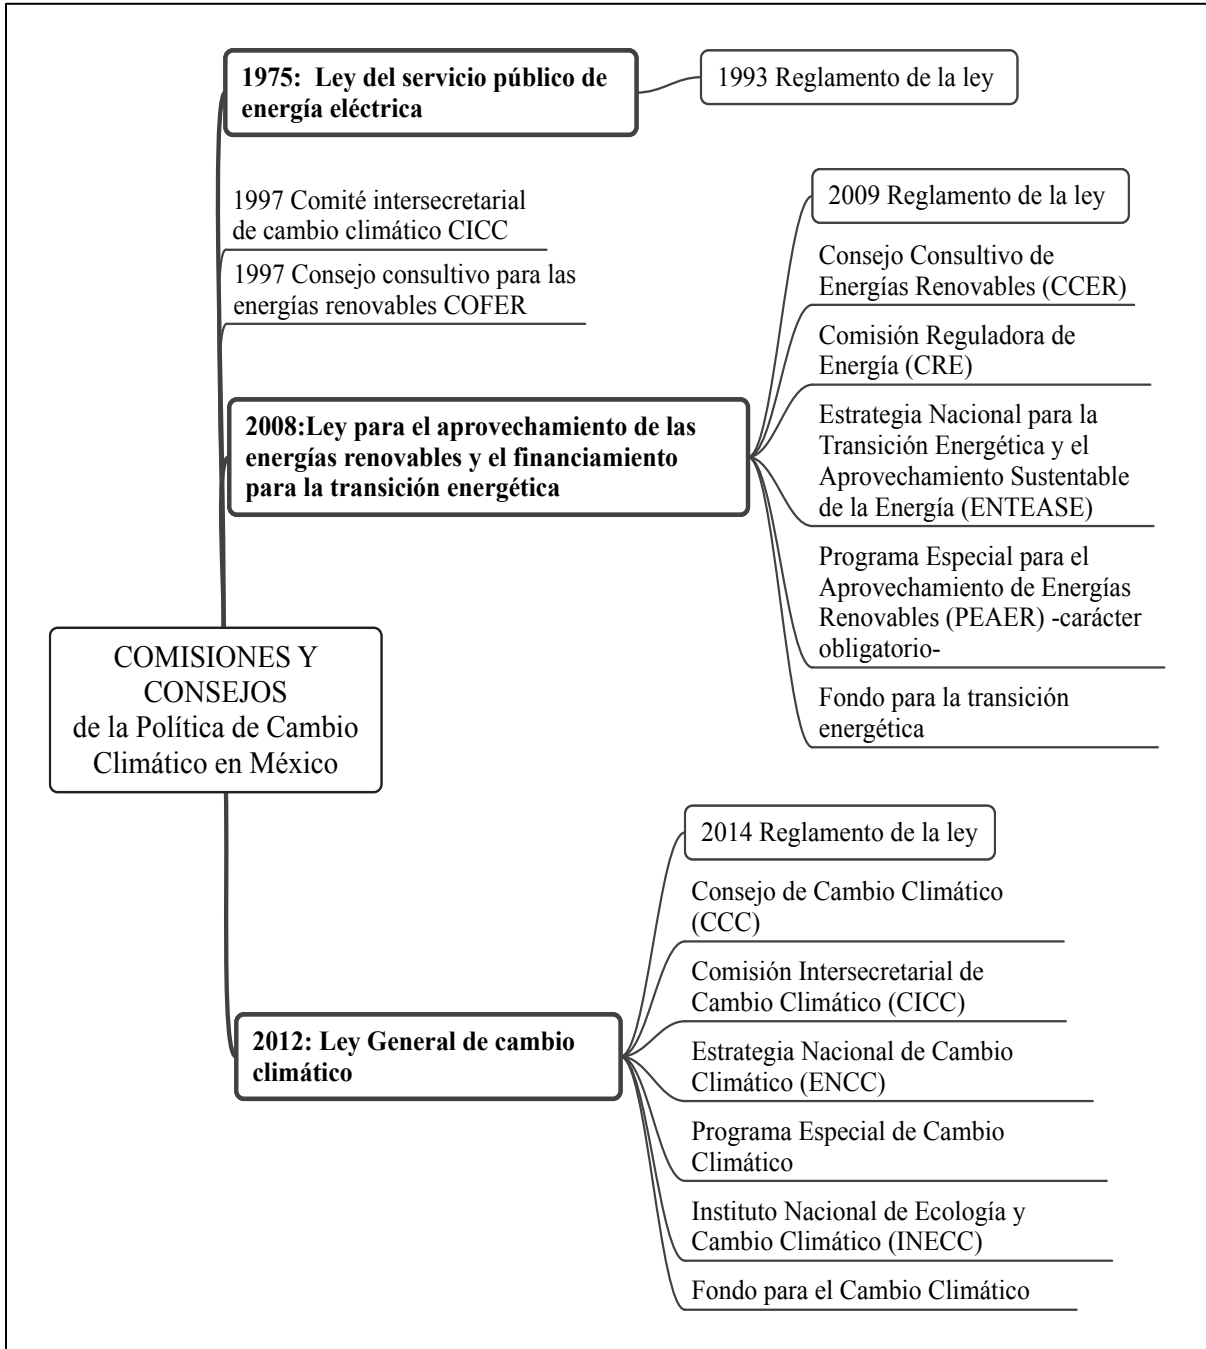 1975:  Ley del servicio público de
energía eléctrica
1993 Reglamento de la ley
1997 Comité intersecretarial
de cambio climático CICC
1997 Consejo consultivo para las
energías renovables COFER
2008:Ley para el aprovechamiento de las
energías renovables y el financiamiento
para la transición energética
2009 Reglamento de la ley
Consejo Consultivo de
Energías Renovables (CCER)
Comisión Reguladora de
Energía (CRE)
Estrategia Nacional para la
Transición Energética y el
Aprovechamiento Sustentable
de la Energía (ENTEASE)
Programa Especial para el
Aprovechamiento de Energías
Renovables (PEAER) -carácter
obligatorio-
Fondo para la transición
energética
COMISIONES Y
CONSEJOS
de la Política de Cambio
Climático en México
2012: Ley General de cambio
climático
2014 Reglamento de la ley
Consejo de Cambio Climático
(CCC)
Comisión Intersecretarial de
Cambio Climático (CICC)
Estrategia Nacional de Cambio
Climático (ENCC)
Programa Especial de Cambio
Climático
Instituto Nacional de Ecología y
Cambio Climático (INECC)
Fondo para el Cambio Climático